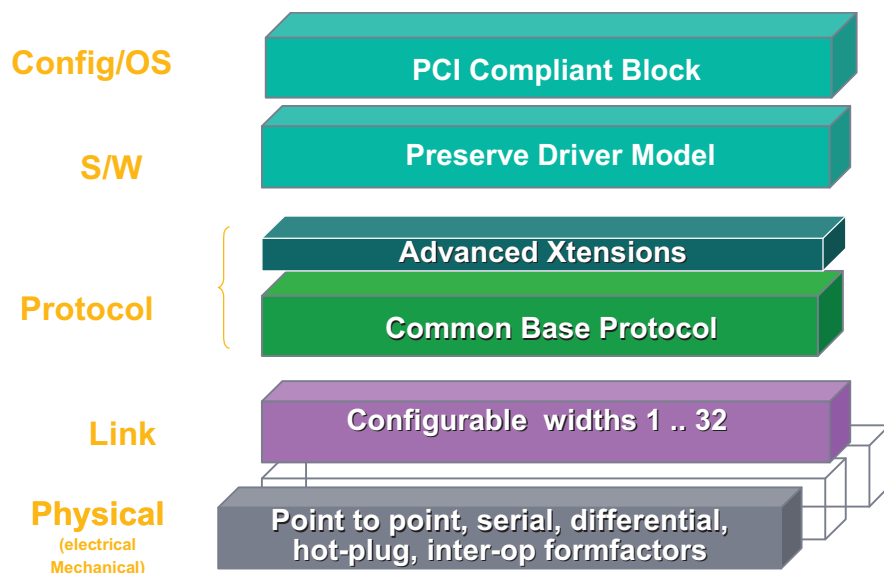 Config/OS
PCI Compliant Block
S/W
Preserve Driver Model
Protocol
Advanced Xtensions
Common Base Protocol
Link
Configurable widths 1 .. 32
Physical
(electrical
Mechanical)
Point to point, serial, differential,
hot-plug, inter-op formfactors